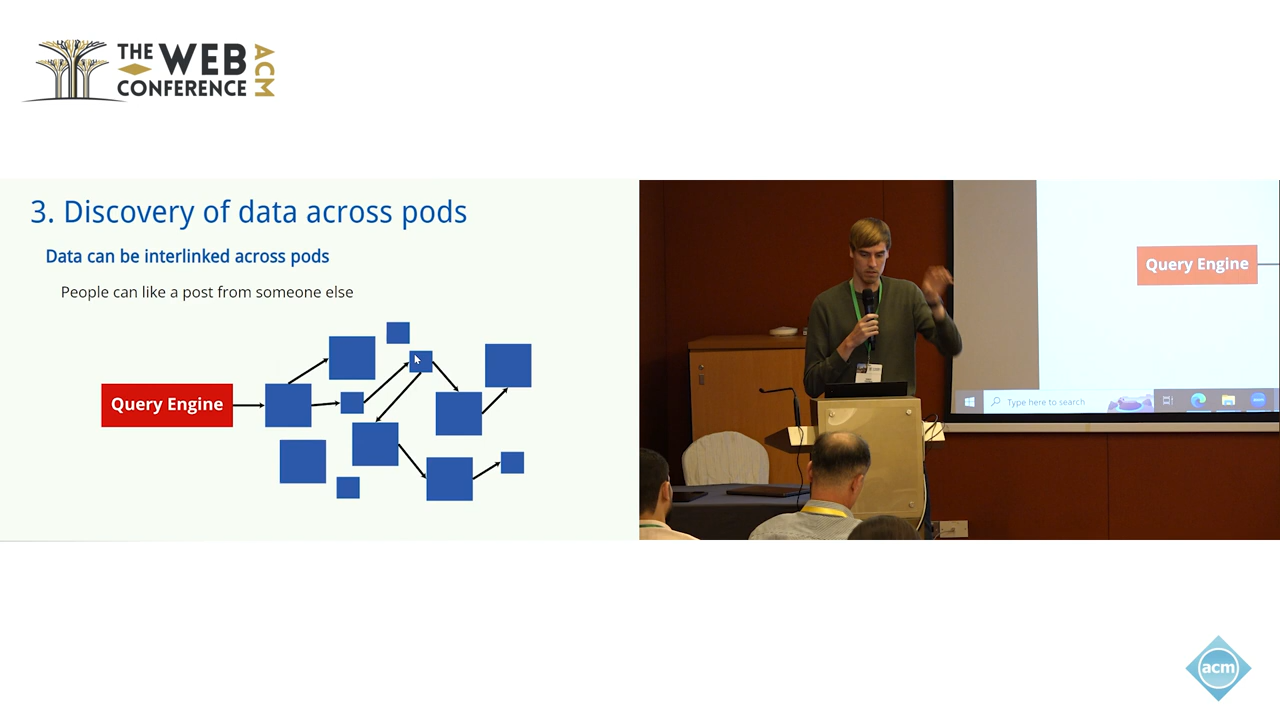 THE WEB
CONFERENCE
ACM
3. Discovery of data across pods
Data can be interlinked across pods
People can like a post from someone else
Query Engine
Query Engine
Type here to search
acm